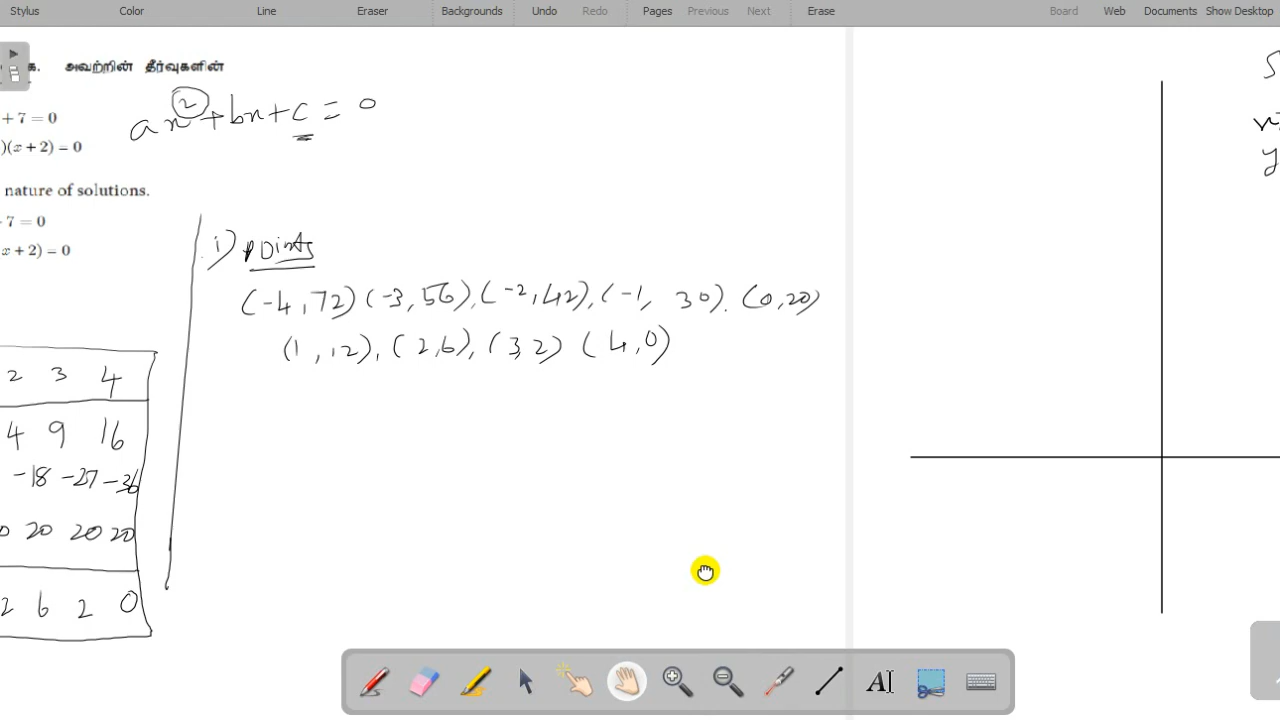 Stylus Color Line Eraser Backgrounds Undo Redo Pages Previous Next Erase Board Web Documents Show Desktop
அவற்றின் தீர்வுகளின்
ax²+bx+c = 0
+ 7 = 0
)(x + 2) = 0
nature of solutions.
- 7 = 0
x + 2) = 0
i) points
(-4,72) (-3,56), (-2,42), (-1, 30). (0,20)
(1, 12), (2,6), (3,2) (4,0)
2 3 4
4 9 16
-18 -27 -36
0 20 20 20
2 6 2 0
y